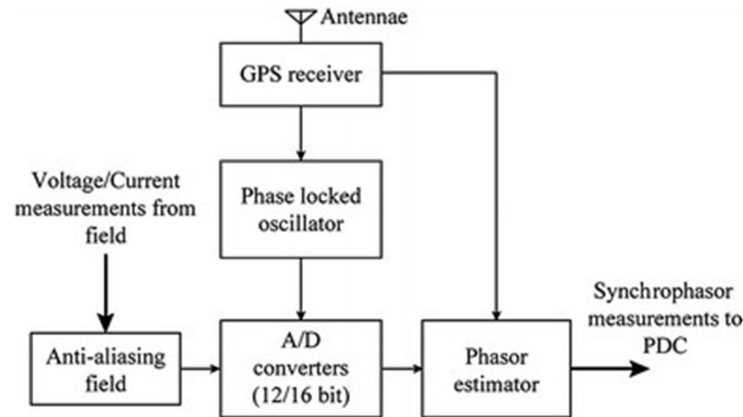 Antennae
GPS receiver
Voltage/Current
measurements from
field
Phase locked
oscillator
Synchrophasor
measurements to
PDC
Anti-aliasing
field
A/D
converters
(12/16 bit)
Phasor
estimator